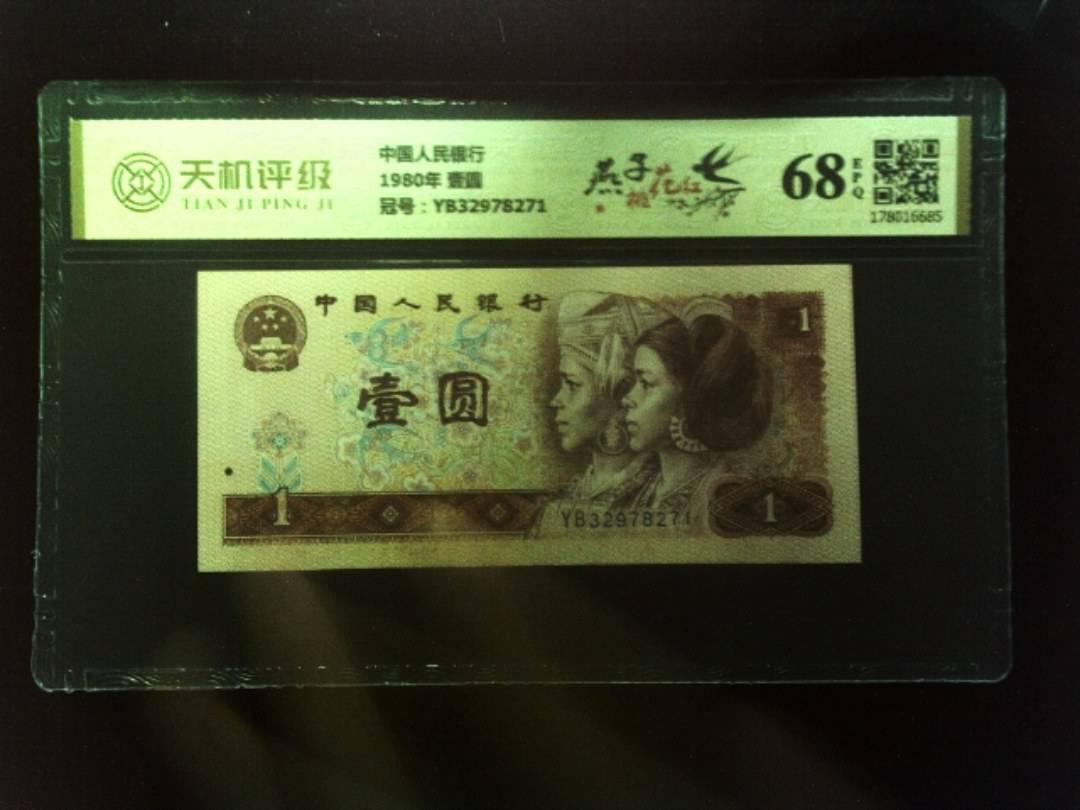 天机评级
TIAN JI PING JI
中国人民银行
1980年 壹圆
冠号：YB32978271
燕子
桃花红
68
EPQ
178016685
中国人民银行
1
壹圆
1
YB32978271
1